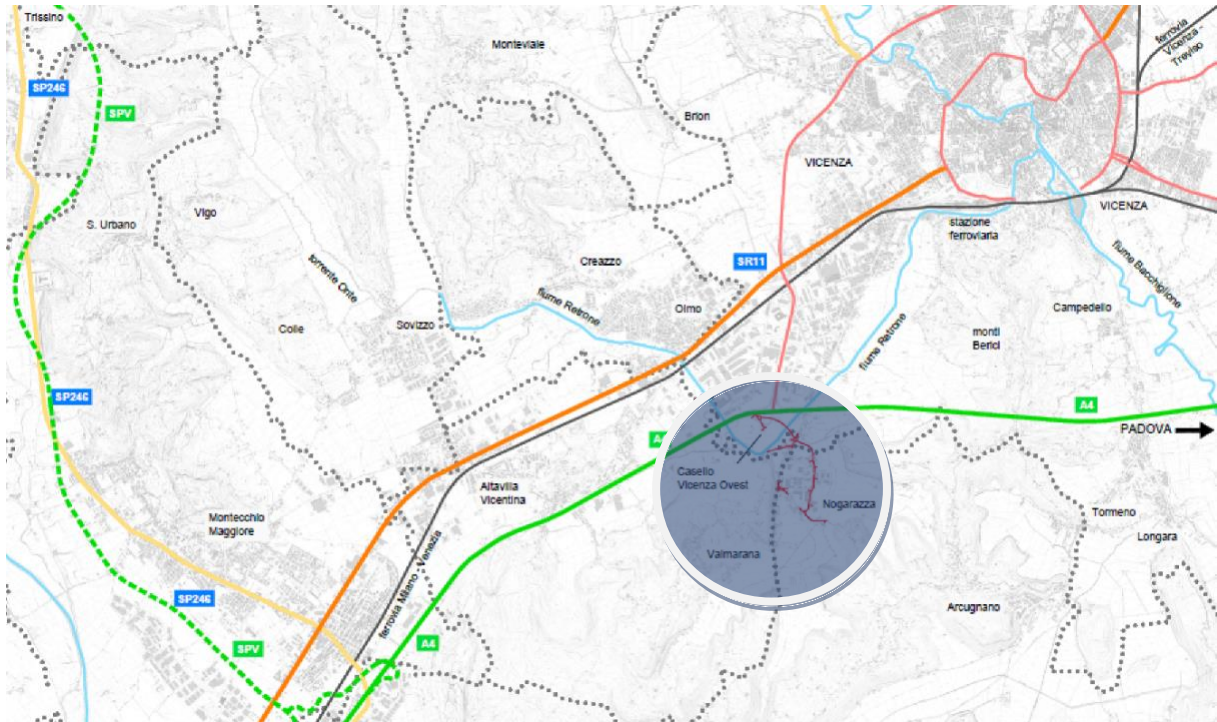 Trissino
Monteviale
ferrovia
Vicenza -
Treviso
SP246
SPV
Brion
VICENZA
Vigo
S. Urbano
stazione
ferroviaria
VICENZA
SR11
Creazzo
torrente Onte
fiume Retrone
fiume Bacchiglione
Olmo
Campedello
Colle
Sovizzo
monti
Berici
fiume Retrone
SP246
A4
PADOVA
A4
Casello
Vicenza Ovest
Altavilla
Vicentina
Nogarazza
Montecchio
Maggiore
Tormeno
Longara
Valmarana
ferrovia Milano - Venezia
SP246
Arcugnano
SPV
A4